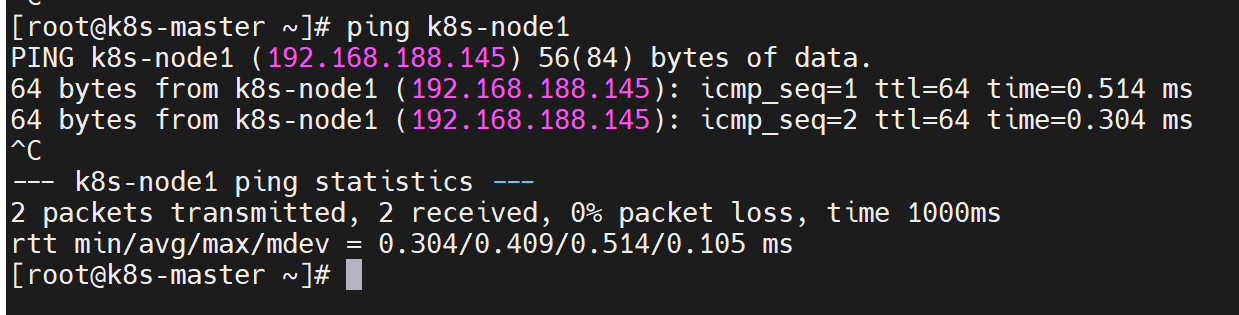 [root@k8s-master ~]# ping k8s-node1
PING k8s-node1 (192.168.188.145) 56(84) bytes of data.
64 bytes from k8s-node1 (192.168.188.145): icmp_seq=1 ttl=64 time=0.514 ms
64 bytes from k8s-node1 (192.168.188.145): icmp_seq=2 ttl=64 time=0.304 ms
^C
--- k8s-node1 ping statistics ---
2 packets transmitted, 2 received, 0% packet loss, time 1000ms
rtt min/avg/max/mdev = 0.304/0.409/0.514/0.105 ms
[root@k8s-master ~]#